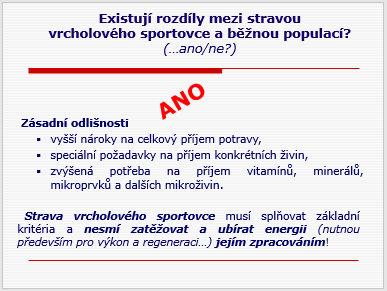 Existují rozdíly mezi stravou
vrcholového sportovce a běžnou populací?
(…ano/ne?)
ANO
Zásadní odlišnosti
▪ vyšší nároky na celkový příjem potravy,
▪ speciální požadavky na příjem konkrétních živin,
▪ zvýšená potřeba na příjem vitamínů, minerálů,
mikroprvků a dalších mikroživin.
Strava vrcholového sportovce musí splňovat základní
kritéria a nesmí zatěžovat a ubírat energii (nutnou
především pro výkon a regeneraci…) jejím zpracováním!